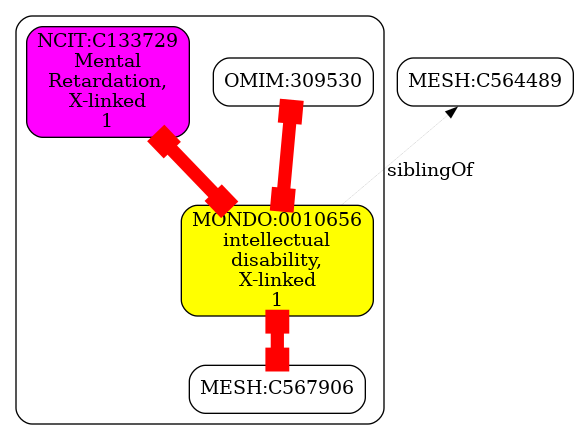 NCIT:C133729
Mental
Retardation,
X-linked
1
OMIM:309530
MESH:C564489
siblingOf
MONDO:0010656
intellectual
disability,
X-linked
1
MESH:C567906